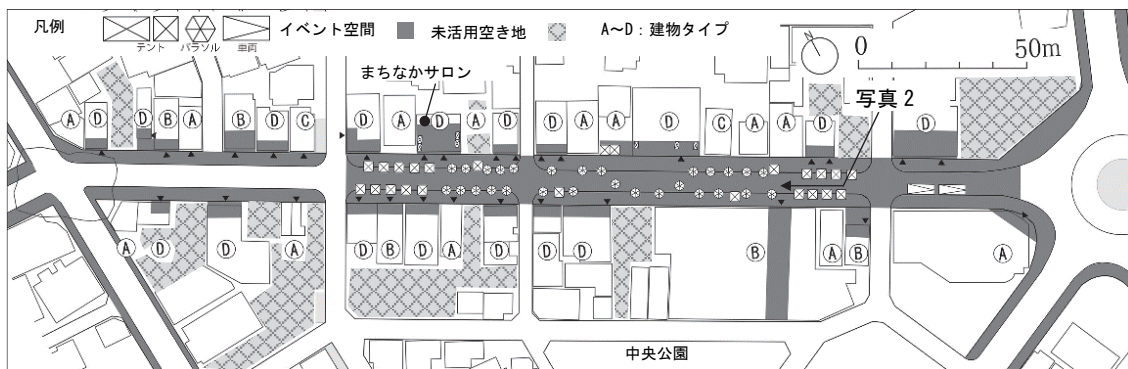 凡例
テント パラソル 車両 イベント空間 未活用空き地 A〜D：建物タイプ
0 50m
まちなかサロン
写真2
A D D B A B D C D A D A D D A A D C A A D D
A D D A D B D A D D D B A B A
中央公園
N